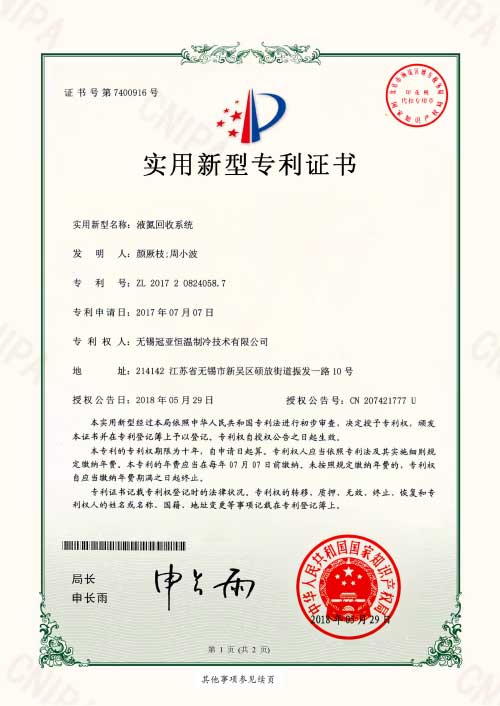 证书号第7400916号
实用新型专利证书
实用新型名称：液氮回收系统
发明人：颜厥枝;周小波
专利号：ZL 2017 2 0824058.7
专利申请日：2017年07月07日
专利权人：无锡冠亚恒温制冷技术有限公司
地址：214142 江苏省无锡市新吴区硕放街道振发一路10号
授权公告日：2018年05月29日 授权公告号：CN 207421777 U
本实用新型经过本局依照中华人民共和国专利法进行初步审查，决定授予专利权，颁发
本证书并在专利登记簿上予以登记。专利权自授权公告之日起生效。
本专利的专利权期限为十年，自申请日起算。专利权人应当依照专利法及其实施细则规
定缴纳年费。本专利的年费应当在每年07月07日前缴纳。未按照规定缴纳年费的，专利权
自应当缴纳年费期满之日起终止。
专利证书记载专利权登记时的法律状况。专利权的转移、质押、无效、终止、恢复和专
利权人的姓名或名称、国籍、地址变更等事项记载在专利登记簿上。
局长
申长雨
申长雨
中华人民共和国国家知识产权局
2018年05月29日
第 1 页 (共 2 页)
其他事项参见续页
CNIPA